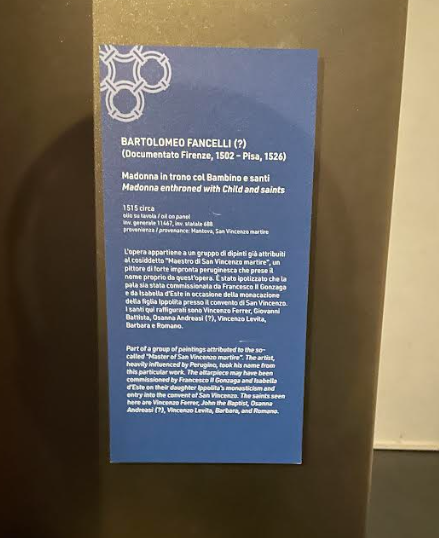 BARTOLOMEO FANCELLI (?)
(Documentato Firenze, 1502 – Pisa, 1526)
Madonna in trono col Bambino e santi
Madonna enthroned with Child and saints
1515 circa
olio su tavola / oil on panel
inv. generale 11467, inv. statale 688
provenienza / provenance: Mantova, San Vincenzo martire
L'opera appartiene a un gruppo di dipinti già attribuiti
al cosiddetto "Maestro di San Vincenzo martire", un
pittore di forte impronta peruginesca che prese il
nome proprio da quest'opera. È stato ipotizzato che la
pala sia stata commissionata da Francesco II Gonzaga
e da Isabella d'Este in occasione della monacazione
della figlia Ippolita presso il convento di San Vincenzo.
I santi qui raffigurati sono Vincenzo Ferrer, Giovanni
Battista, Osanna Andreasi (?), Vincenzo Levita,
Barbara e Romano.
Part of a group of paintings attributed to the so-
called "Master of San Vincenzo martire". The artist,
heavily influenced by Perugino, took his name from
this particular work. The altarpiece may have been
commissioned by Francesco II Gonzaga and Isabella
d'Este on their daughter Ippolita's monasticism and
entry into the convent of San Vincenzo. The saints seen
here are Vincenzo Ferrer, John the Baptist, Osanna
Andreasi (?), Vincenzo Levita, Barbara, and Romano.